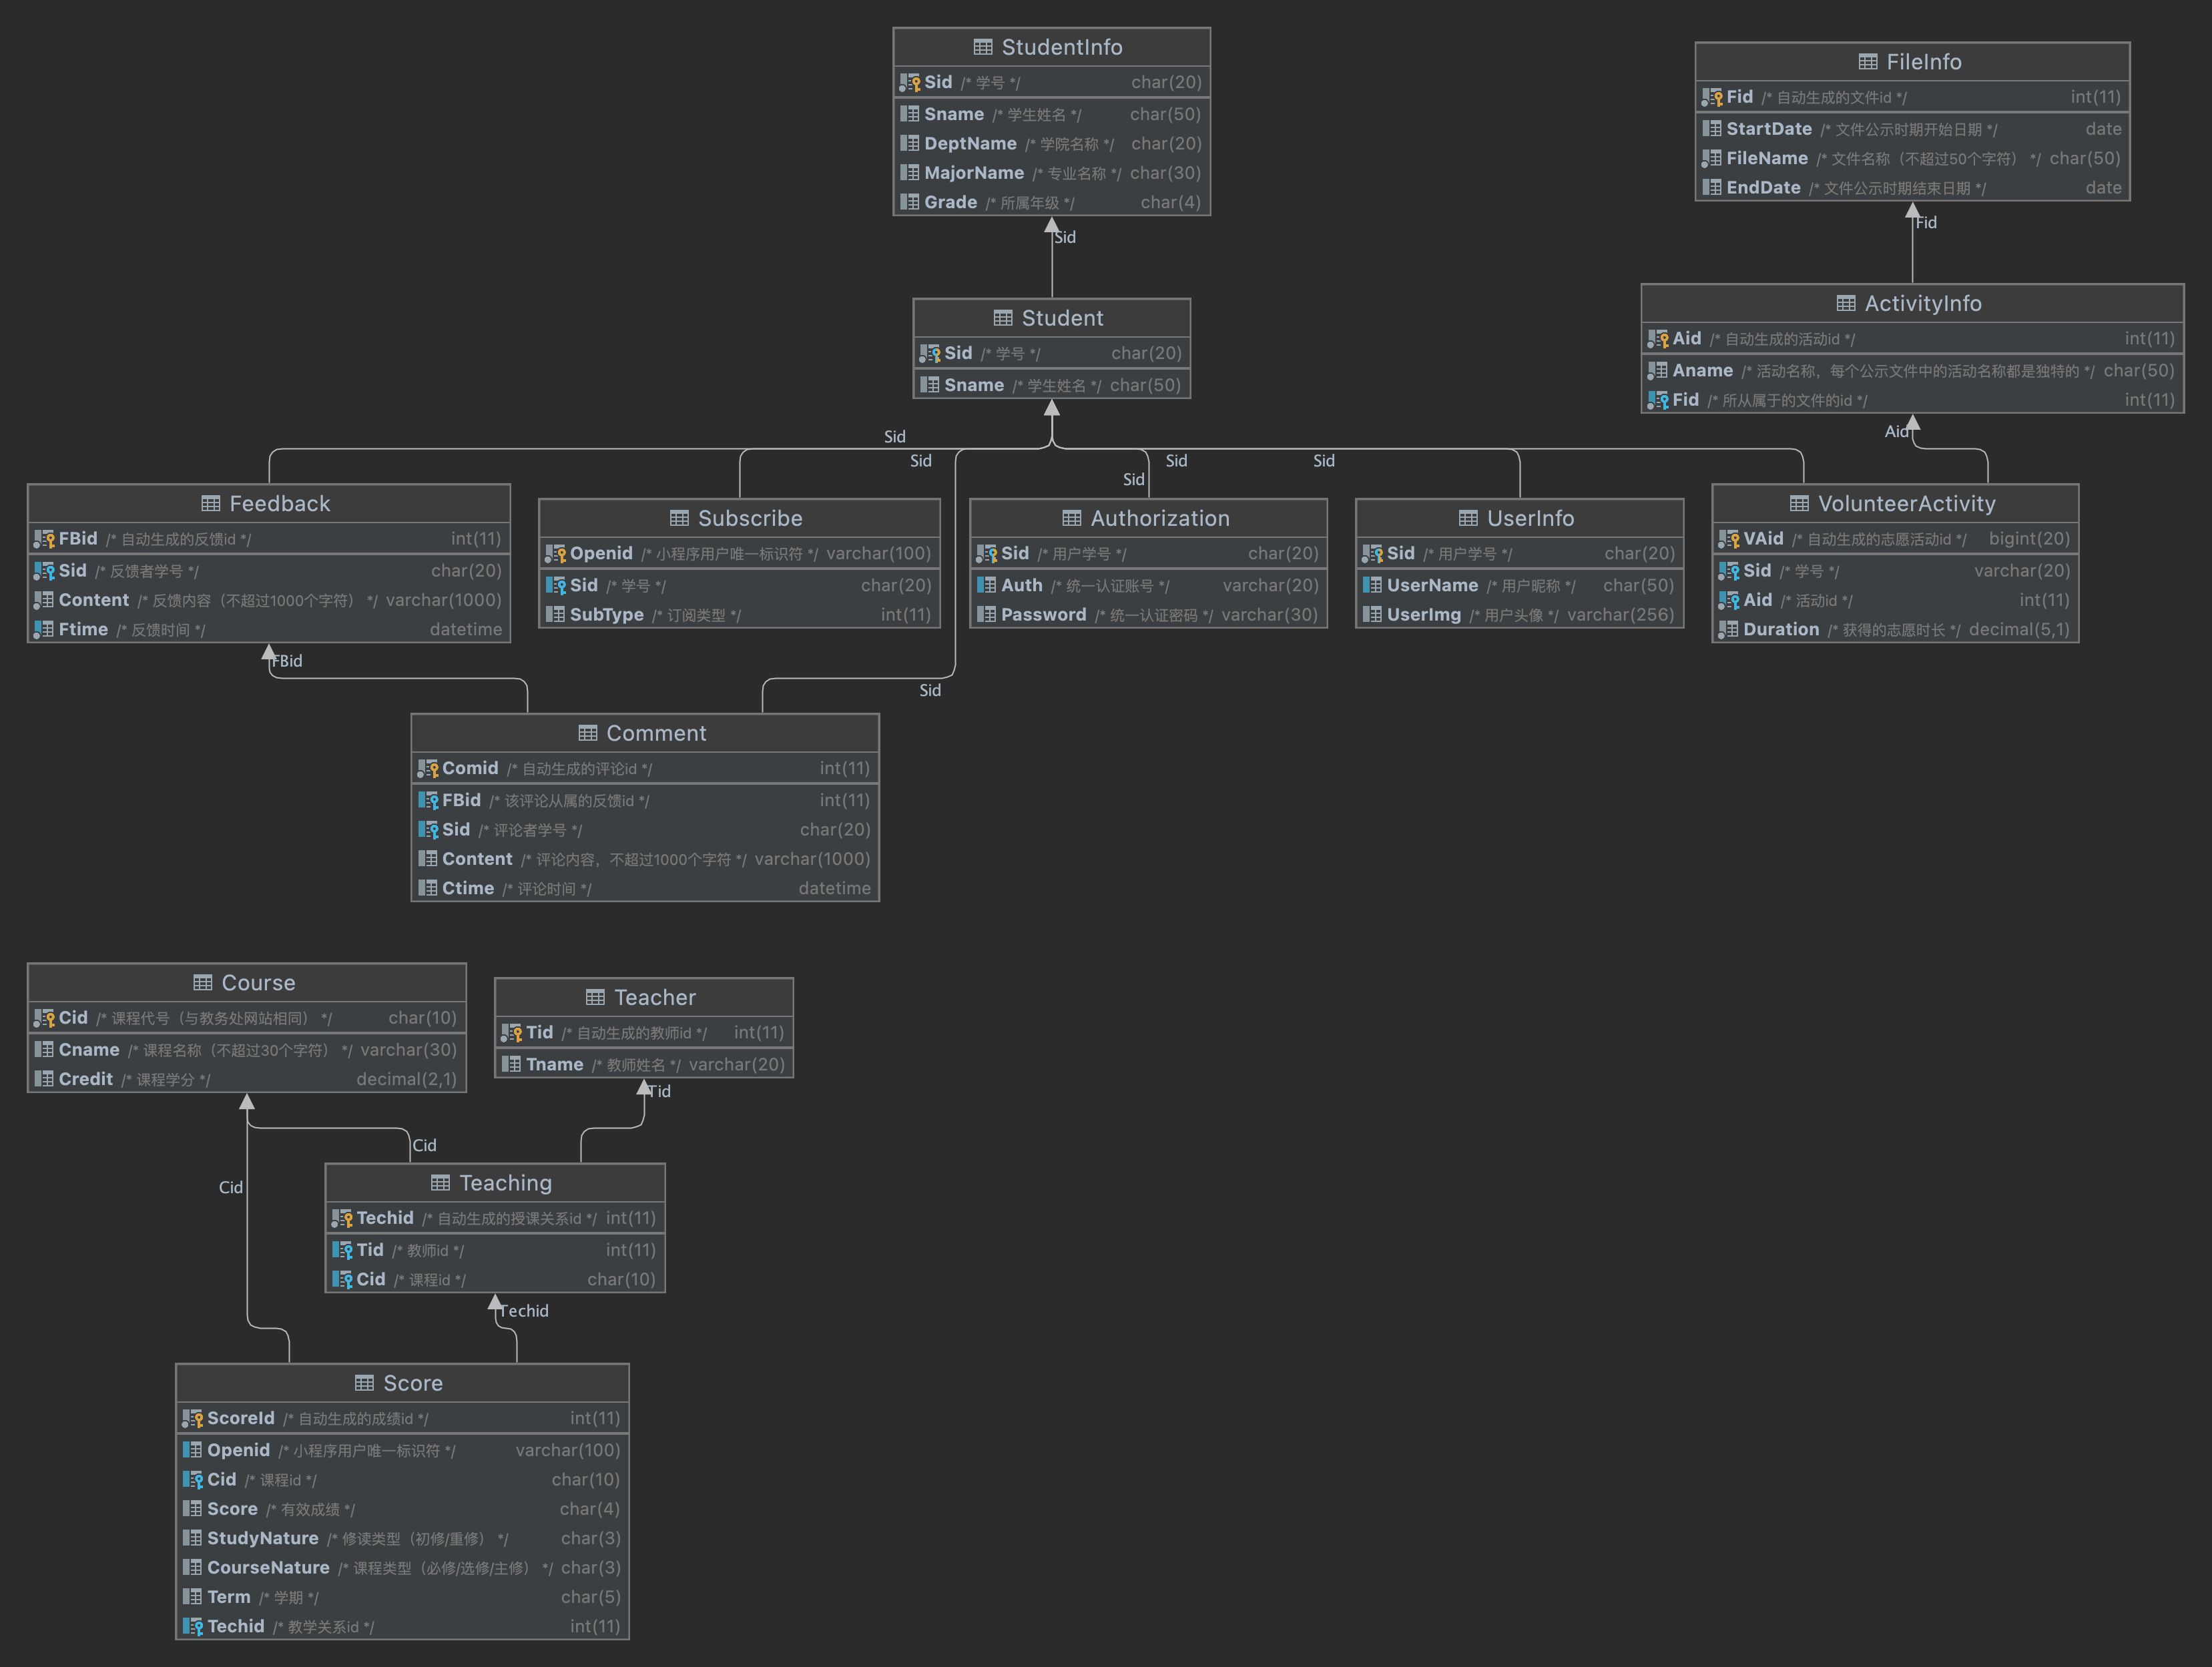 StudentInfo
Sid /* 学号 */ char(20)
Sname /* 学生姓名 */ char(50)
DeptName /* 学院名称 */ char(20)
MajorName /* 专业名称 */ char(30)
Grade /* 所属年级 */ char(4)
FileInfo
Fid /* 自动生成的文件id */ int(11)
StartDate /* 文件公示时期开始日期 */ date
FileName /* 文件名称（不超过50个字符） */ char(50)
EndDate /* 文件公示时期结束日期 */ date
Sid
Fid
Student
Sid /* 学号 */ char(20)
Sname /* 学生姓名 */ char(50)
ActivityInfo
Aid /* 自动生成的活动id */ int(11)
Aname /* 活动名称，每个公示文件中的活动名称都是独特的 */ char(50)
Fid /* 所从属于的文件的id */ int(11)
Sid
Sid
Sid
Sid
Sid
Aid
Feedback
FBid /* 自动生成的反馈id */ int(11)
Sid /* 反馈者学号 */ char(20)
Content /* 反馈内容（不超过1000个字符） */ varchar(1000)
Ftime /* 反馈时间 */ datetime
Subscribe
Openid /* 小程序用户唯一标识符 */ varchar(100)
Sid /* 学号 */ char(20)
SubType /* 订阅类型 */ int(11)
Authorization
Sid /* 用户学号 */ char(20)
Auth /* 统一认证账号 */ varchar(20)
Password /* 统一认证密码 */ varchar(30)
UserInfo
Sid /* 用户学号 */ char(20)
UserName /* 用户昵称 */ char(50)
UserImg /* 用户头像 */ varchar(256)
VolunteerActivity
VAid /* 自动生成的志愿活动id */ bigint(20)
Sid /* 学号 */ varchar(20)
Aid /* 活动id */ int(11)
Duration /* 获得的志愿时长 */ decimal(5,1)
FBid
Sid
Comment
Comid /* 自动生成的评论id */ int(11)
FBid /* 该评论从属的反馈id */ int(11)
Sid /* 评论者学号 */ char(20)
Content /* 评论内容，不超过1000个字符 */ varchar(1000)
Ctime /* 评论时间 */ datetime
Course
Cid /* 课程代号（与教务处网站相同） */ char(10)
Cname /* 课程名称（不超过30个字符） */ varchar(30)
Credit /* 课程学分 */ decimal(2,1)
Teacher
Tid /* 自动生成的教师id */ int(11)
Tname /* 教师姓名 */ varchar(20)
Tid
Cid
Cid
Teaching
Techid /* 自动生成的授课关系id */ int(11)
Tid /* 教师id */ int(11)
Cid /* 课程id */ char(10)
Techid
Score
ScoreId /* 自动生成的成绩id */ int(11)
Openid /* 小程序用户唯一标识符 */ varchar(100)
Cid /* 课程id */ char(10)
Score /* 有效成绩 */ char(4)
StudyNature /* 修读类型（初修/重修） */ char(3)
CourseNature /* 课程类型（必修/选修/主修） */ char(3)
Term /* 学期 */ char(5)
Techid /* 教学关系id */ int(11)